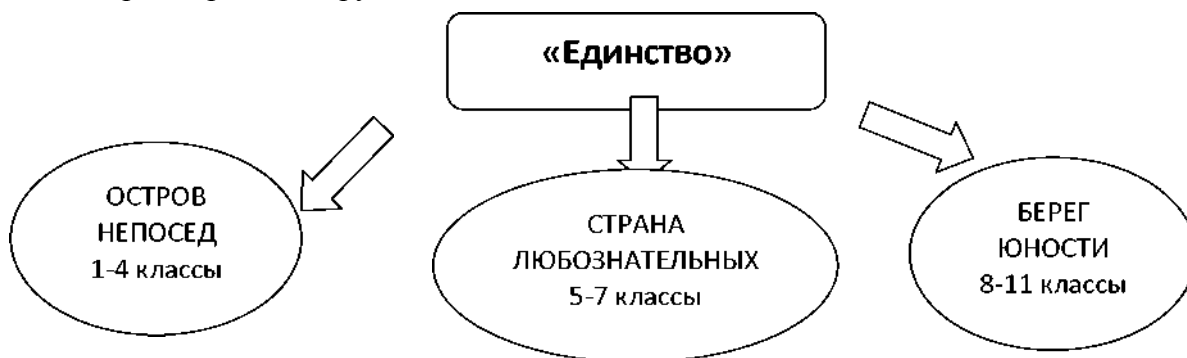 «Единство»
ОСТРОВ
НЕПОСЕД
1-4 классы
СТРАНА
ЛЮБОЗНАТЕЛЬНЫХ
5-7 классы
БЕРЕГ
ЮНОСТИ
8-11 классы